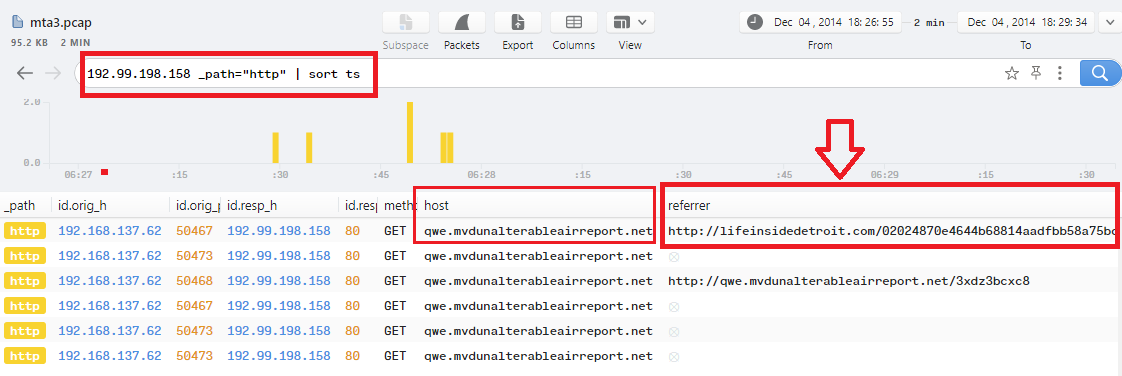 mta3.pcap
95.2 KB 2 MIN
Subspace Packets Export Columns View
Dec 04 , 2014 18 : 26 : 55 2 min Dec 04 , 2014 18 : 29 : 34
From To
192.99.198.158 _path="http" | sort ts
2.0
0.0
06:27 :15 :30 :45 06:28 :15 :30 :45 06:29 :15 :30
_path id.orig_h id.orig_p id.resp_h id.resp meth host referrer
http 192.168.137.62 50467 192.99.198.158 80 GET qwe.mvdunalterableairreport.net http://lifeinsidedetroit.com/02024870e4644b68814aadfbb58a75bc
http 192.168.137.62 50473 192.99.198.158 80 GET qwe.mvdunalterableairreport.net
http 192.168.137.62 50468 192.99.198.158 80 GET qwe.mvdunalterableairreport.net http://qwe.mvdunalterableairreport.net/3xdz3bcxc8
http 192.168.137.62 50467 192.99.198.158 80 GET qwe.mvdunalterableairreport.net
http 192.168.137.62 50473 192.99.198.158 80 GET qwe.mvdunalterableairreport.net
http 192.168.137.62 50473 192.99.198.158 80 GET qwe.mvdunalterableairreport.net